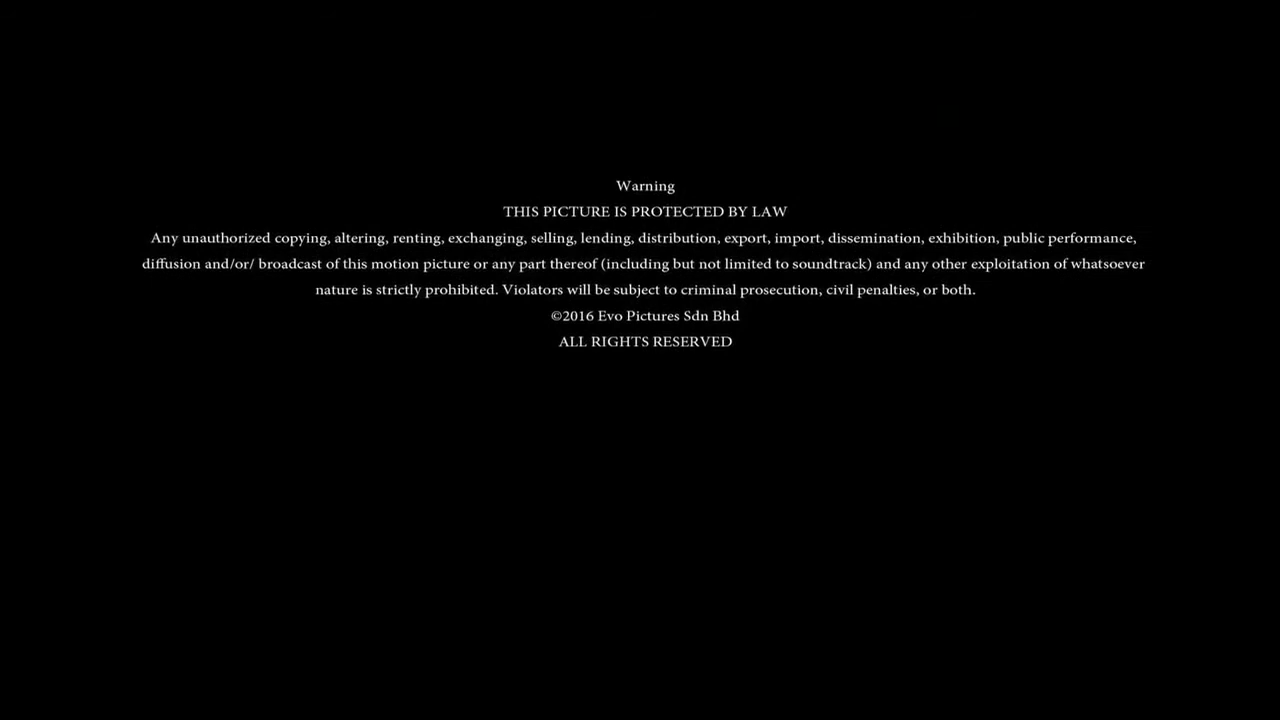 Warning
THIS PICTURE IS PROTECTED BY LAW
Any unauthorized copying, altering, renting, exchanging, selling, lending, distribution, export, import, dissemination, exhibition, public performance,
diffusion and/or/ broadcast of this motion picture or any part thereof (including but not limited to soundtrack) and any other exploitation of whatsoever
nature is strictly prohibited. Violators will be subject to criminal prosecution, civil penalties, or both.
©2016 Evo Pictures Sdn Bhd
ALL RIGHTS RESERVED